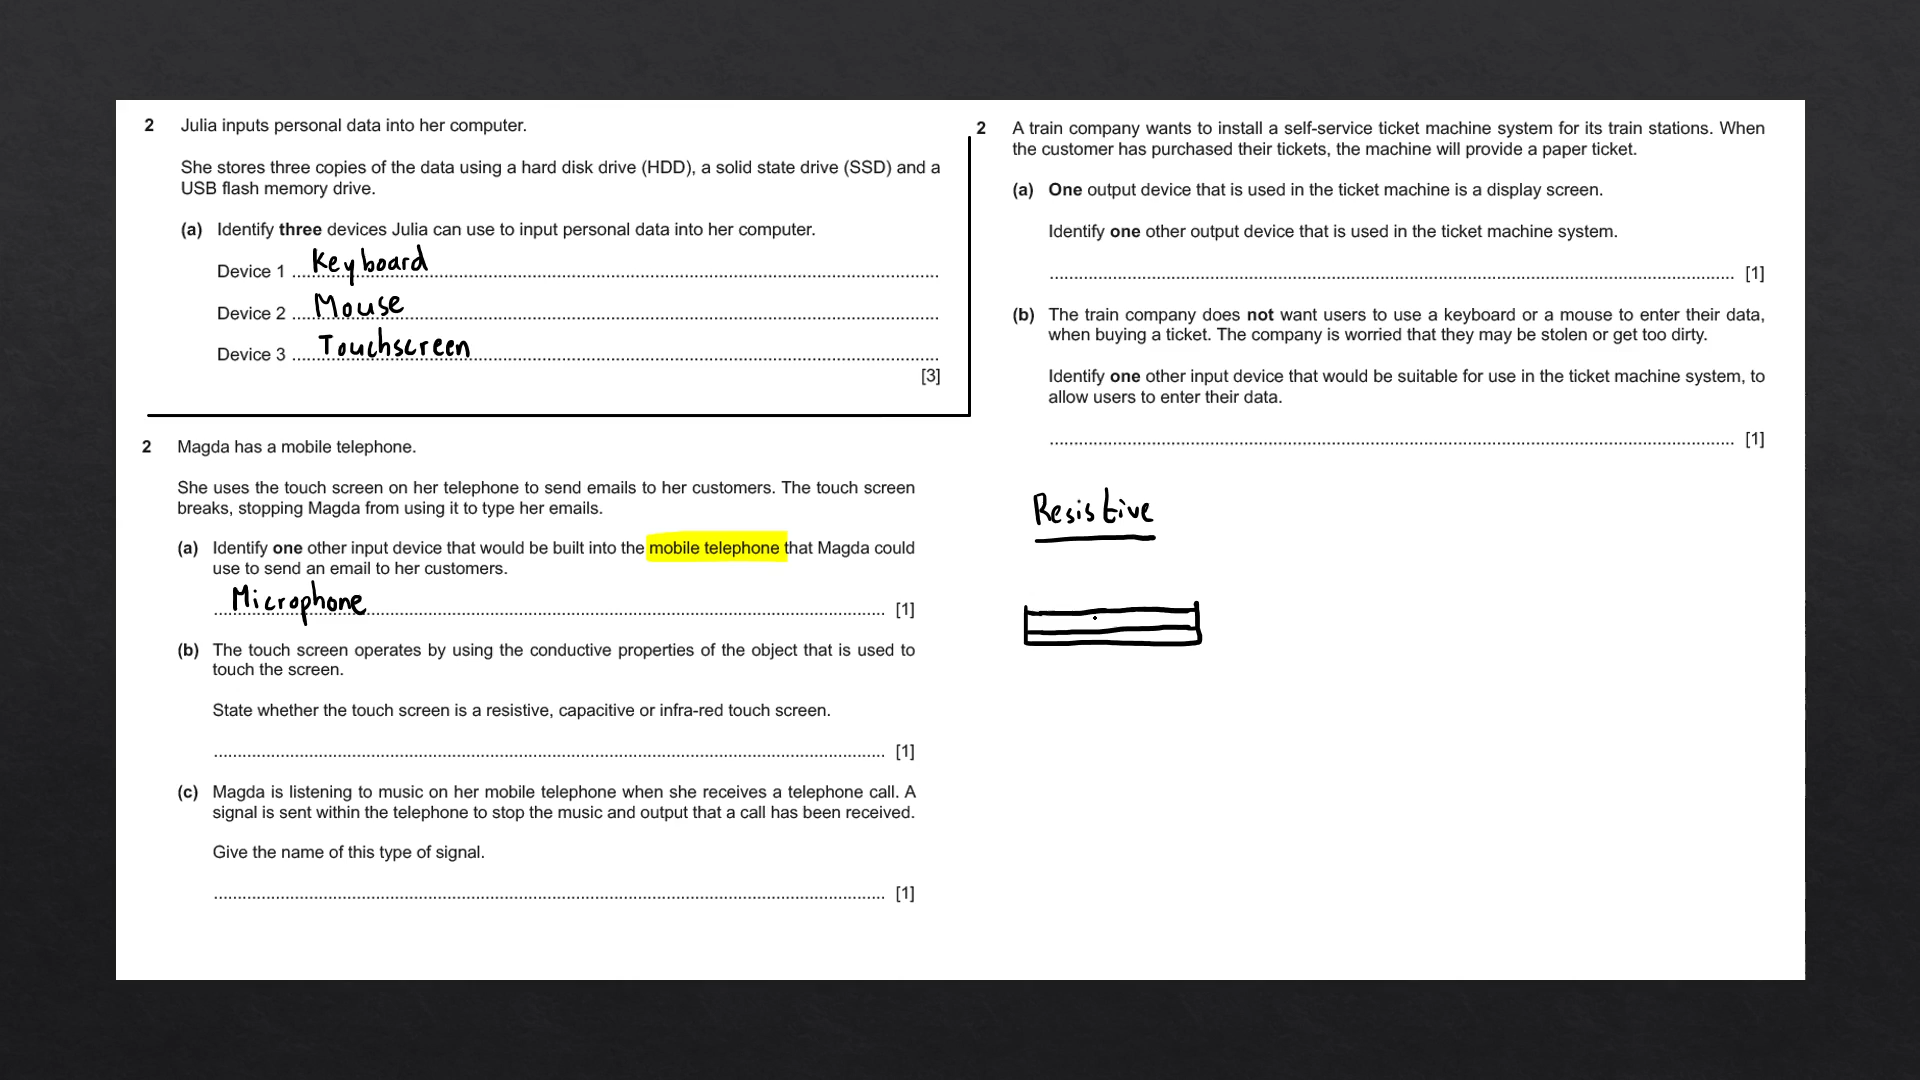 2 Julia inputs personal data into her computer.
She stores three copies of the data using a hard disk drive (HDD), a solid state drive (SSD) and a
USB flash memory drive.
(a) Identify three devices Julia can use to input personal data into her computer.
Device 1 Keyboard
Device 2 Mouse
Device 3 Touchscreen
[3]
2 Magda has a mobile telephone.
She uses the touch screen on her telephone to send emails to her customers. The touch screen
breaks, stopping Magda from using it to type her emails.
(a) Identify one other input device that would be built into the mobile telephone that Magda could
use to send an email to her customers.
Microphone [1]
(b) The touch screen operates by using the conductive properties of the object that is used to
touch the screen.
State whether the touch screen is a resistive, capacitive or infra-red touch screen.
[1]
(c) Magda is listening to music on her mobile telephone when she receives a telephone call. A
signal is sent within the telephone to stop the music and output that a call has been received.
Give the name of this type of signal.
[1]
2 A train company wants to install a self-service ticket machine system for its train stations. When
the customer has purchased their tickets, the machine will provide a paper ticket.
(a) One output device that is used in the ticket machine is a display screen.
Identify one other output device that is used in the ticket machine system.
[1]
(b) The train company does not want users to use a keyboard or a mouse to enter their data,
when buying a ticket. The company is worried that they may be stolen or get too dirty.
Identify one other input device that would be suitable for use in the ticket machine system, to
allow users to enter their data.
[1]
Resistive